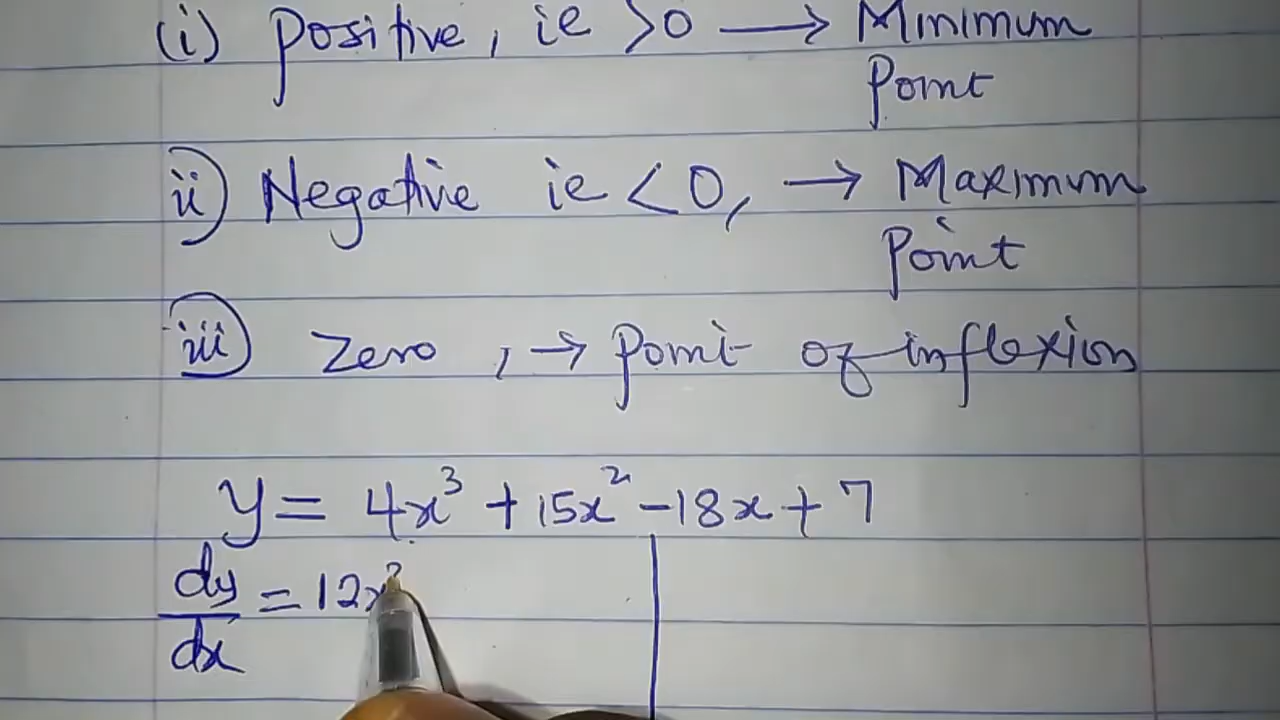 (i) positive, ie >0 → Minimum
Point
ii) Negative ie <0, → Maximum
Point
iii) Zero, → Point of inflexion
y = 4x³ + 15x² - 18x + 7
dy/dx = 12x²